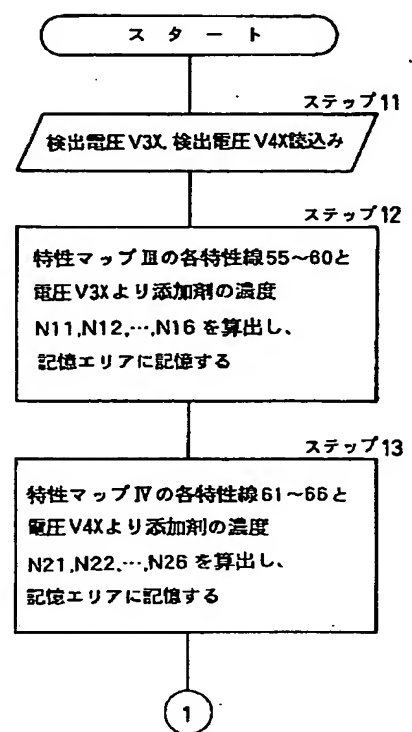 スタート
ステップ11
検出電圧V3X,検出電圧V4X読込み
ステップ12
特性マップⅢの各特性線55~60と
電圧V3Xより添加剤の濃度
N11,N12,…,N16を算出し、
記憶エリアに記憶する
ステップ13
特性マップⅣの各特性線61~66と
電圧V4Xより添加剤の濃度
N21,N22,…,N26を算出し、
記憶エリアに記憶する
1